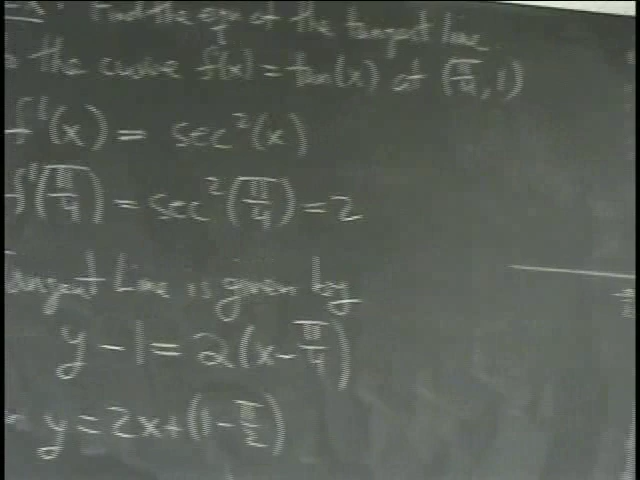 Find the eqn of the tangent line
the curve f(x) = tan(x) at (π/4, 1)
f'(x) = sec²(x)
f'(π/4) = sec²(π/4) = 2
Tangent Line is given by
y - 1 = 2(x - π/4)
y = 2x + (1 - π/2)